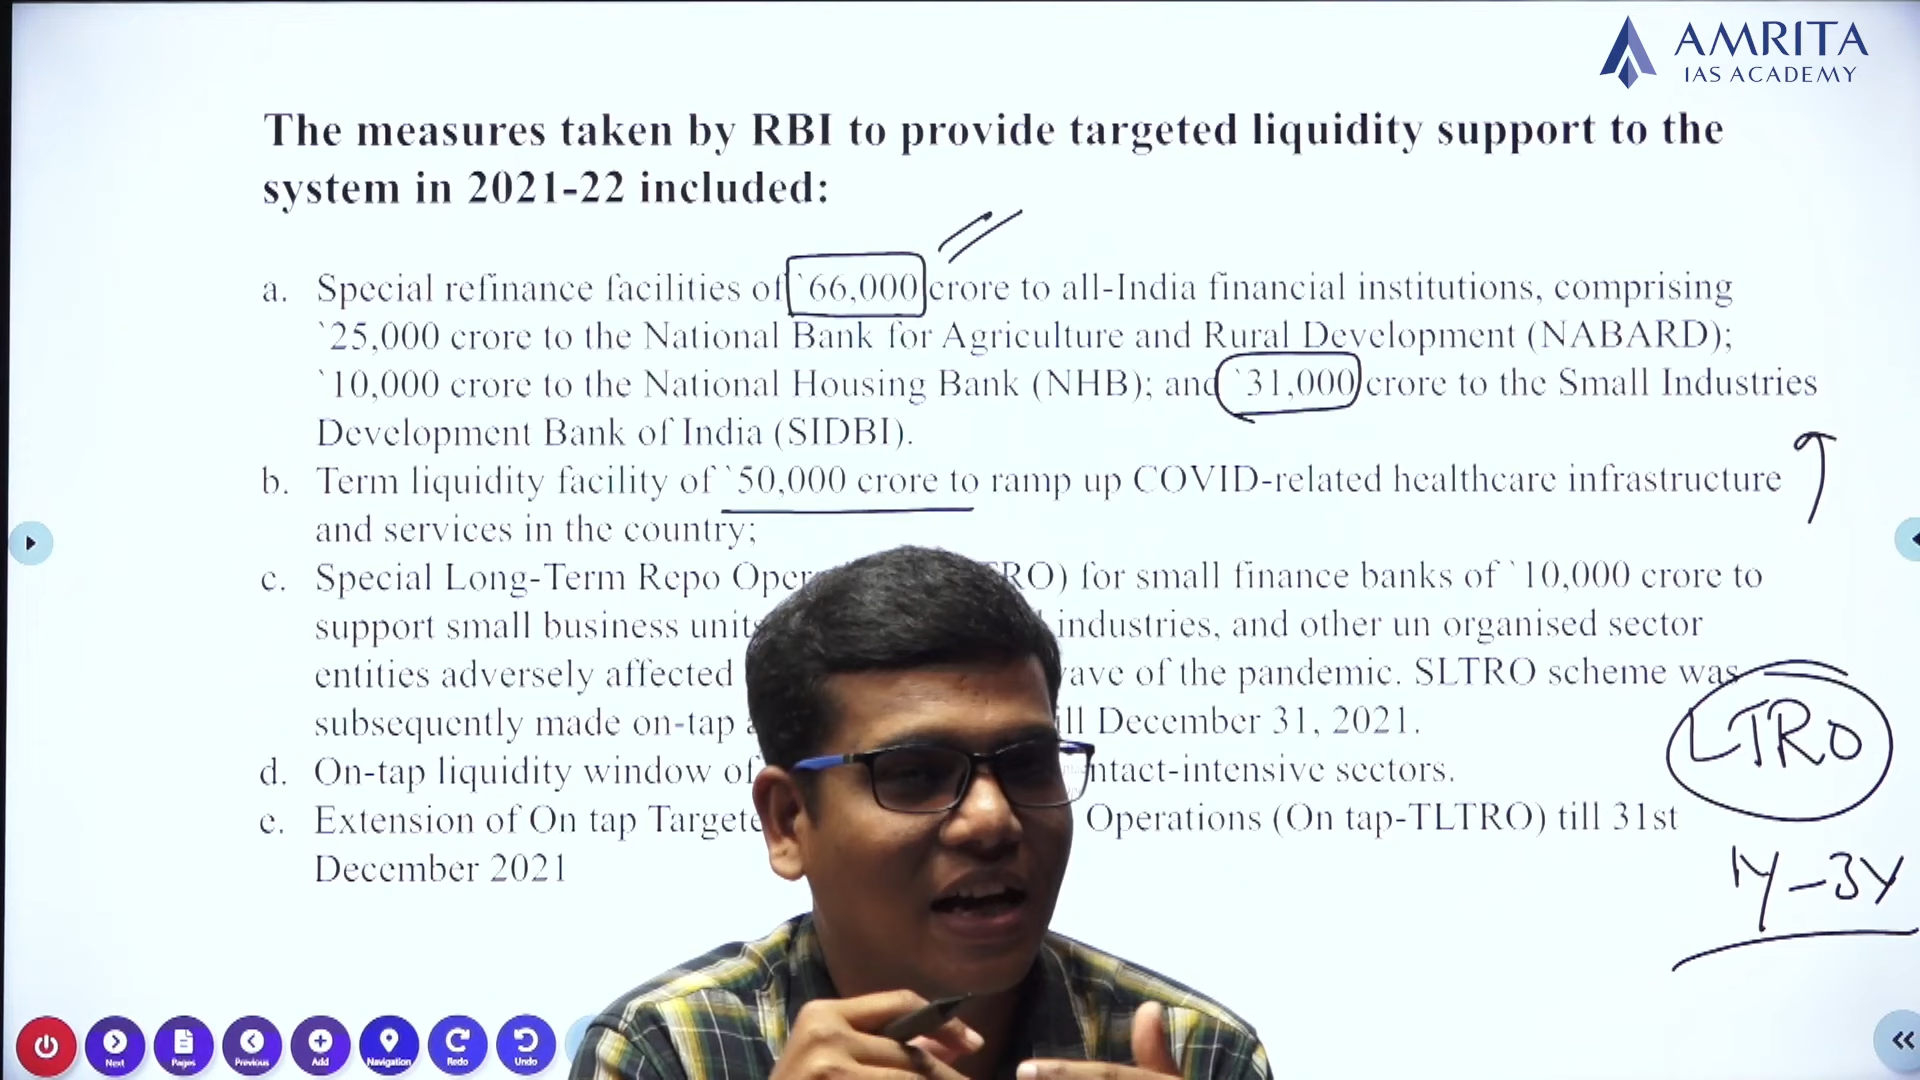 AMRITA
IAS ACADEMY
The measures taken by RBI to provide targeted liquidity support to the
system in 2021-22 included:
a. Special refinance facilities of `66,000 crore to all-India financial institutions, comprising
`25,000 crore to the National Bank for Agriculture and Rural Development (NABARD);
`10,000 crore to the National Housing Bank (NHB); and `31,000 crore to the Small Industries
Development Bank of India (SIDBI).
b. Term liquidity facility of `50,000 crore to ramp up COVID-related healthcare infrastructure
and services in the country;
c. Special Long-Term Repo RO) for small finance banks of `10,000 crore to
support small business industries, and other un organised sector
entities adversely affected of the pandemic. SLTRO scheme was
subsequently made on-tap December 31, 2021.
d. On-tap liquidity window of ntact-intensive sectors.
e. Extension of On tap Operations (On tap-TLTRO) till 31st
December 2021
LTRO
1Y-3Y
Next
Pages
Previous
Add
Navigation
Redo
Undo